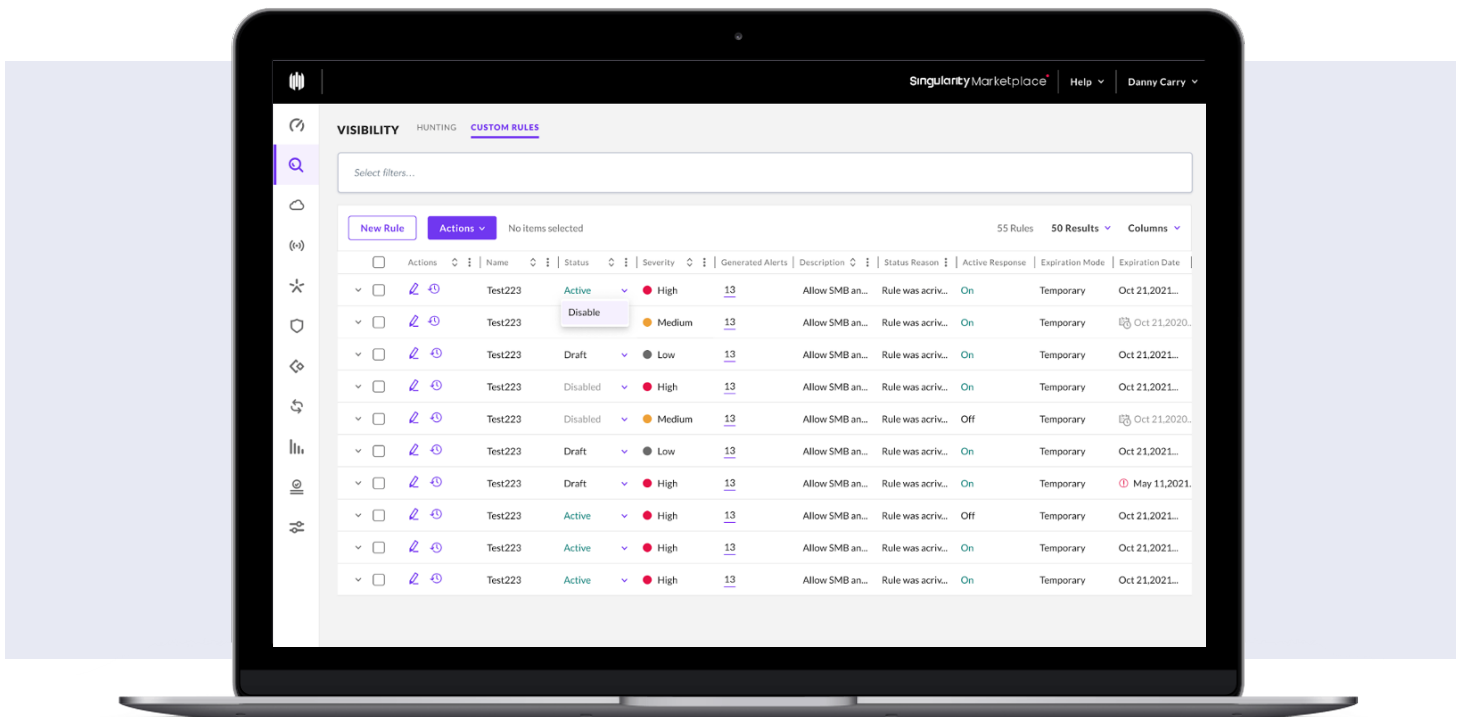 Singularity Marketplace Help Danny Carry
VISIBILITY HUNTING CUSTOM RULES
Select filters...
New Rule Actions No items selected 55 Rules 50 Results Columns
Actions Name Status Severity Generated Alerts Description Status Reason Active Response Expiration Mode Expiration Date
Test223 Active High 13 Allow SMB an... Rule was acriv... On Temporary Oct 21,2021...
Disable
Test223 Medium 13 Allow SMB an... Rule was acriv... On Temporary Oct 21,2020..
Test223 Draft Low 13 Allow SMB an... Rule was acriv... On Temporary Oct 21,2021...
Test223 Disabled High 13 Allow SMB an... Rule was acriv... On Temporary Oct 21,2021...
Test223 Disabled Medium 13 Allow SMB an... Rule was acriv... Off Temporary Oct 21,2020..
Test223 Draft Low 13 Allow SMB an... Rule was acriv... On Temporary Oct 21,2021...
Test223 Draft High 13 Allow SMB an... Rule was acriv... On Temporary May 11,2021.
Test223 Active High 13 Allow SMB an... Rule was acriv... Off Temporary Oct 21,2021...
Test223 Active High 13 Allow SMB an... Rule was acriv... On Temporary Oct 21,2021...
Test223 Active High 13 Allow SMB an... Rule was acriv... On Temporary Oct 21,2021...